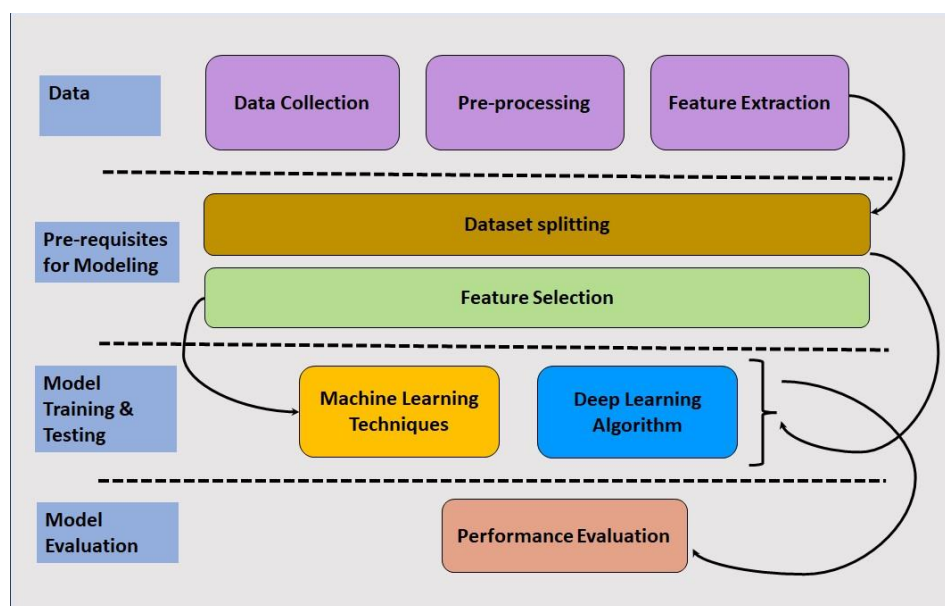 Data
Data Collection
Pre-processing
Feature Extraction
Pre-requisites
for Modeling
Dataset splitting
Feature Selection
Model
Training &
Testing
Machine Learning
Techniques
Deep Learning
Algorithm
Model
Evaluation
Performance Evaluation